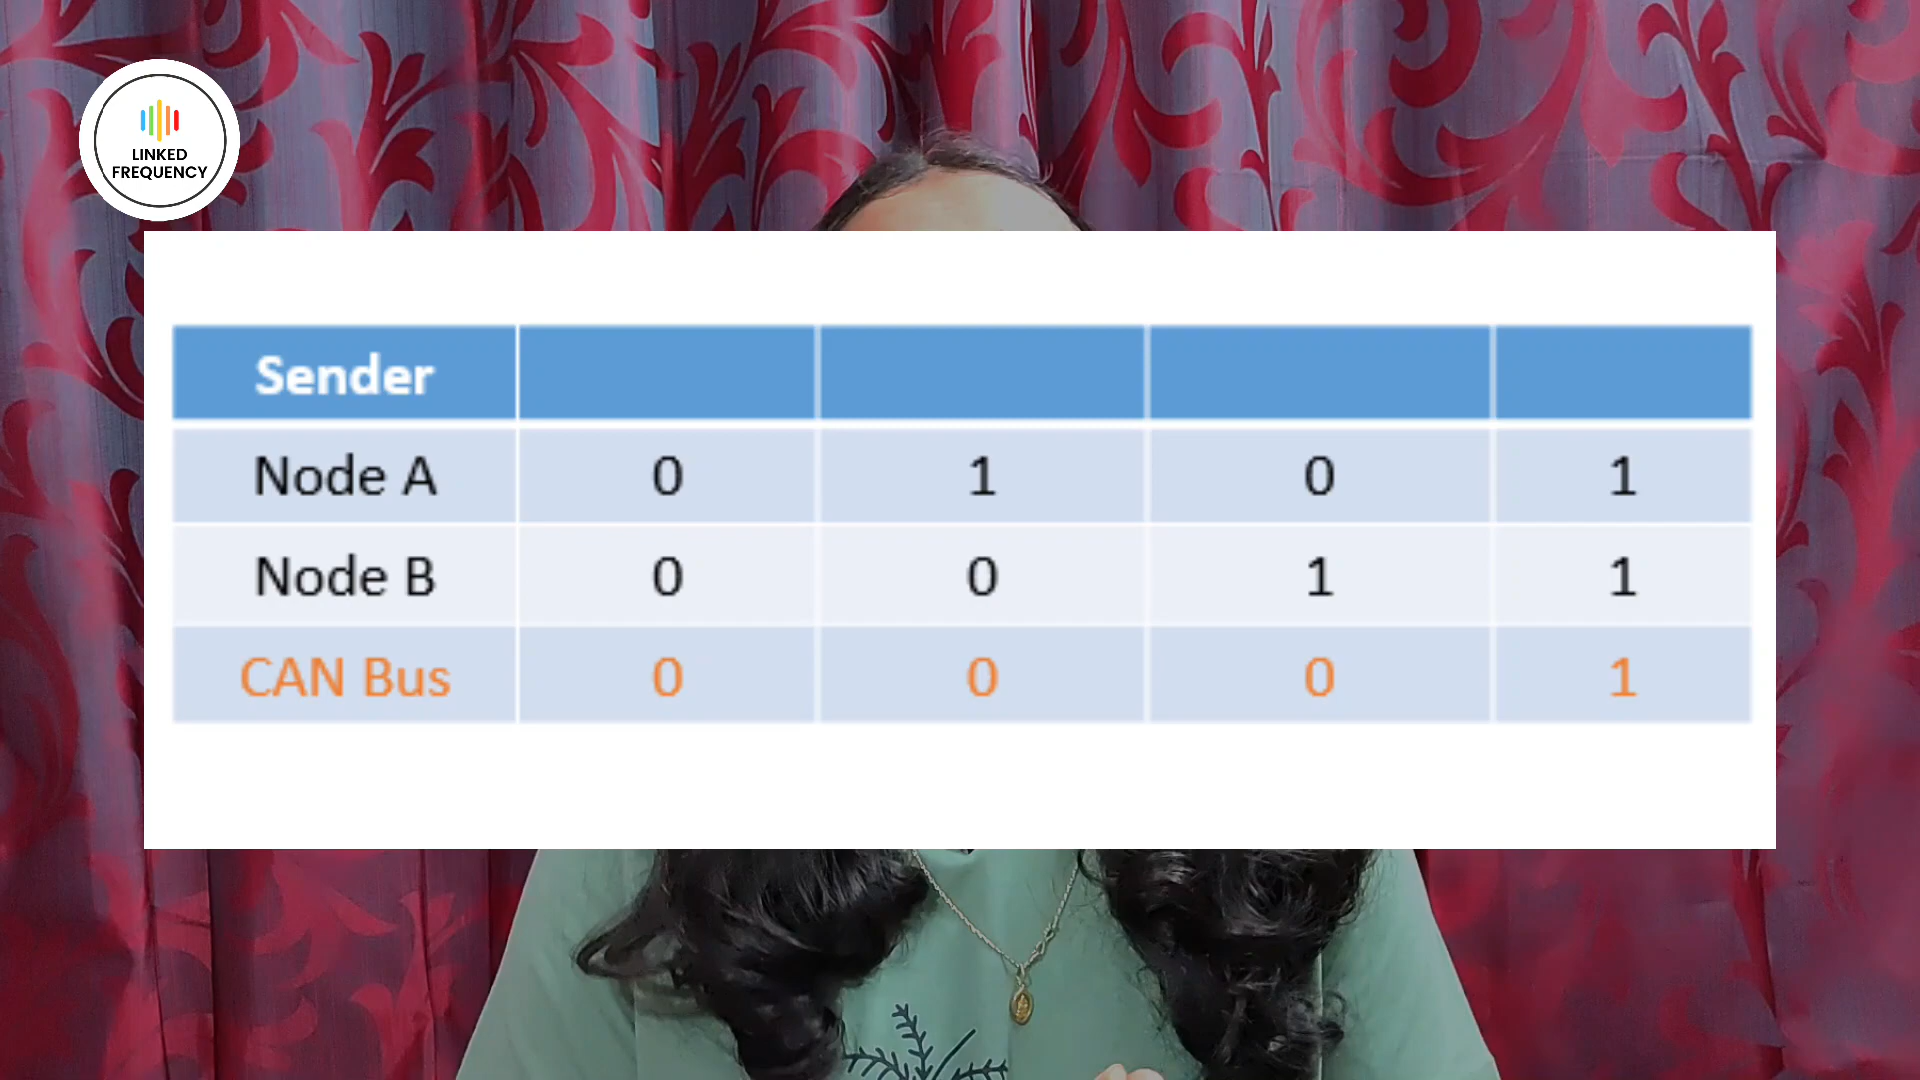 LINKED
FREQUENCY
Sender
Node A 0 1 0 1
Node B 0 0 1 1
CAN Bus 0 0 0 1